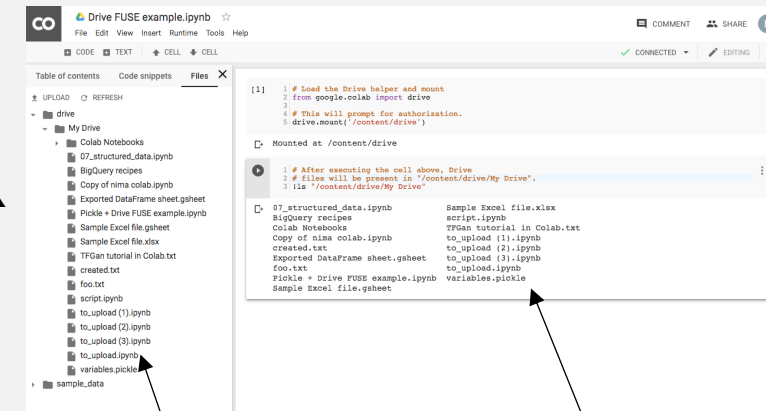 CO
Drive FUSE example.ipynb
File Edit View Insert Runtime Tools Help
COMMENT SHARE
CODE TEXT CELL CELL
CONNECTED EDITING
Table of contents Code snippets Files X
UPLOAD REFRESH
drive
My Drive
Colab Notebooks
07_structured_data.ipynb
BigQuery recipes
Copy of nima colab.ipynb
Exported DataFrame sheet.gsheet
Pickle + Drive FUSE example.ipynb
Sample Excel file.gsheet
Sample Excel file.xlsx
TFGan tutorial in Colab.txt
created.txt
foo.txt
script.ipynb
to_upload (1).ipynb
to_upload (2).ipynb
to_upload (3).ipynb
to_upload.ipynb
variables.pickle
sample_data
[1] 1 # Load the Drive helper and mount
2 from google.colab import drive
3
4 # This will prompt for authorization.
5 drive.mount('/content/drive')
Mounted at /content/drive
1 # After executing the cell above, Drive
2 # files will be present in "/content/drive/My Drive".
3 !ls "/content/drive/My Drive"
07_structured_data.ipynb Sample Excel file.xlsx
BigQuery recipes script.ipynb
Colab Notebooks TFGan tutorial in Colab.txt
Copy of nima colab.ipynb to_upload (1).ipynb
created.txt to_upload (2).ipynb
Exported DataFrame sheet.gsheet to_upload (3).ipynb
foo.txt to_upload.ipynb
Pickle + Drive FUSE example.ipynb variables.pickle
Sample Excel file.gsheet